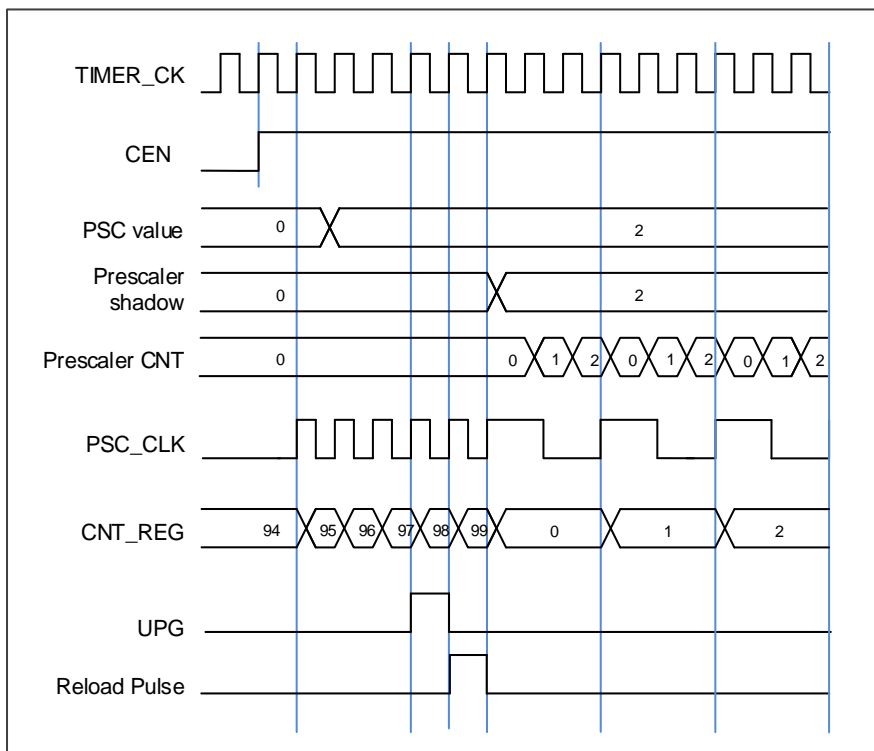 TIMER_CK
CEN
PSC value 0 2
Prescaler
shadow 0 2
Prescaler CNT 0 0 1 2 0 1 2 0 1 2
PSC_CLK
CNT_REG 94 95 96 97 98 99 0 1 2
UPG
Reload Pulse